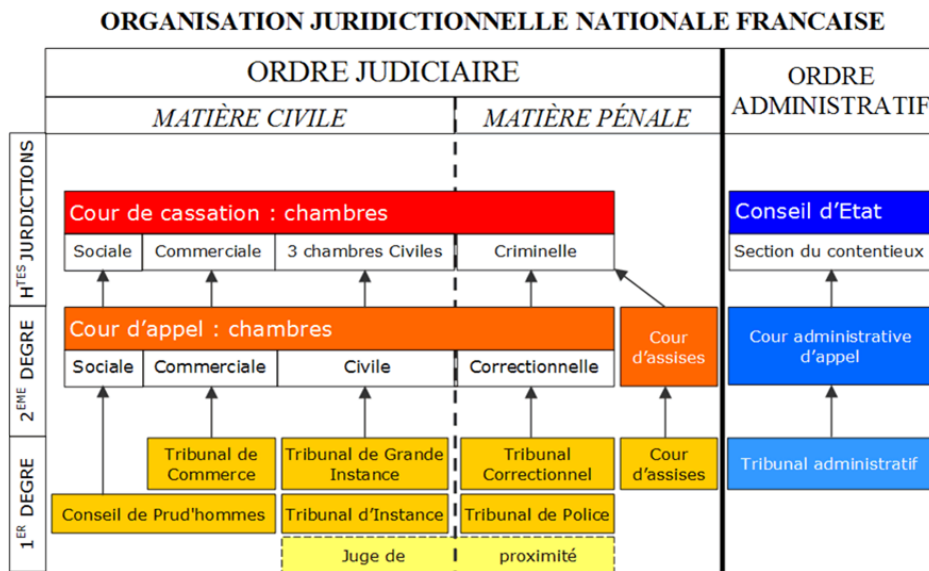 ORGANISATION JURIDICTIONNELLE NATIONALE FRANCAISE
ORDRE JUDICIAIRE
ORDRE
ADMINISTRATIF
MATIÈRE CIVILE
MATIÈRE PÉNALE
HTES JURDICTIONS
Cour de cassation : chambres
Conseil d'Etat
Sociale
Commerciale
3 chambres Civiles
Criminelle
Section du contentieux
2EME DEGRE
Cour d'appel : chambres
Cour
d'assises
Cour administrative
d'appel
Sociale
Commerciale
Civile
Correctionnelle
1ER DEGRE
Tribunal de
Commerce
Tribunal de Grande
Instance
Tribunal
Correctionnel
Cour
d'assises
Tribunal administratif
Conseil de Prud'hommes
Tribunal d'Instance
Tribunal de Police
Juge de proximité